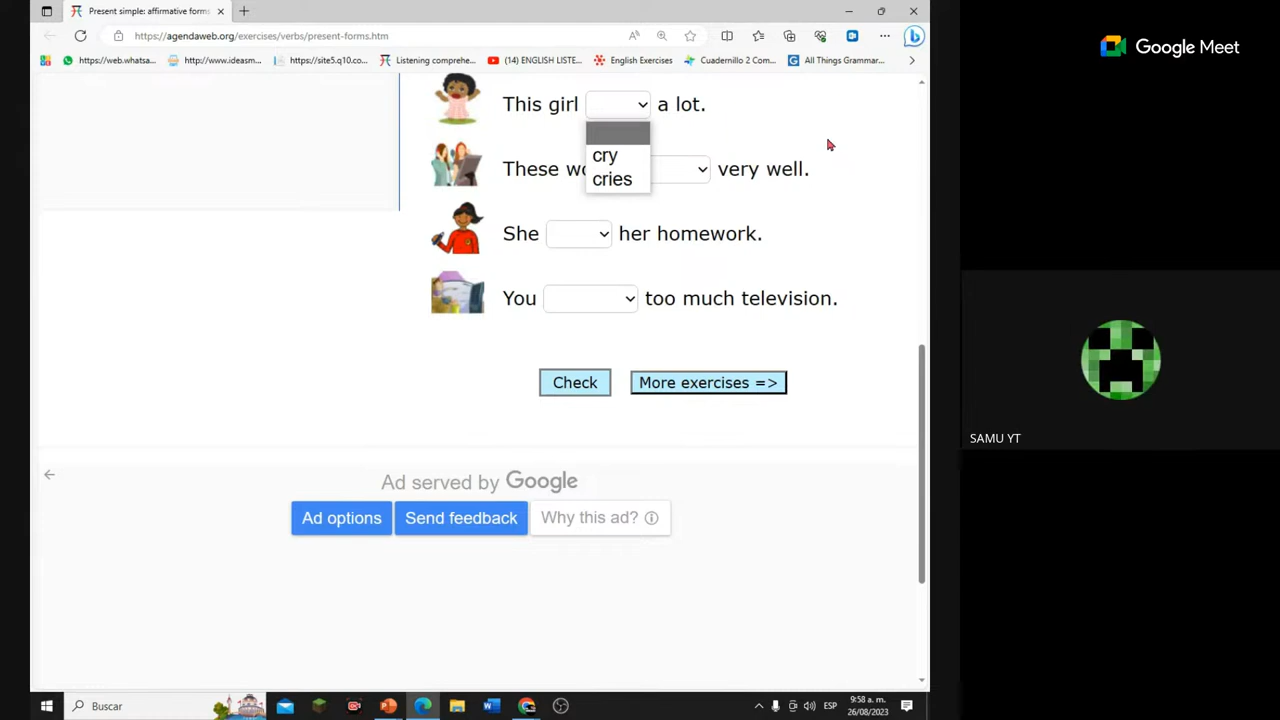 Present simple: affirmative forms
https://agendaweb.org/exercises/verbs/present-forms.htm
https://web.whatsa...
http://www.ideasm...
https://site5.q10.co...
Listening comprehe...
(14) ENGLISH LISTE...
English Exercises
Cuadernillo 2 Com...
All Things Grammar...
Google Meet
This girl a lot.
cry
cries
These wo very well.
She her homework.
You too much television.
Check
More exercises =>
Ad served by Google
Ad options
Send feedback
Why this ad?
SAMU YT
Buscar
ESP
9:58 a. m.
26/08/2023